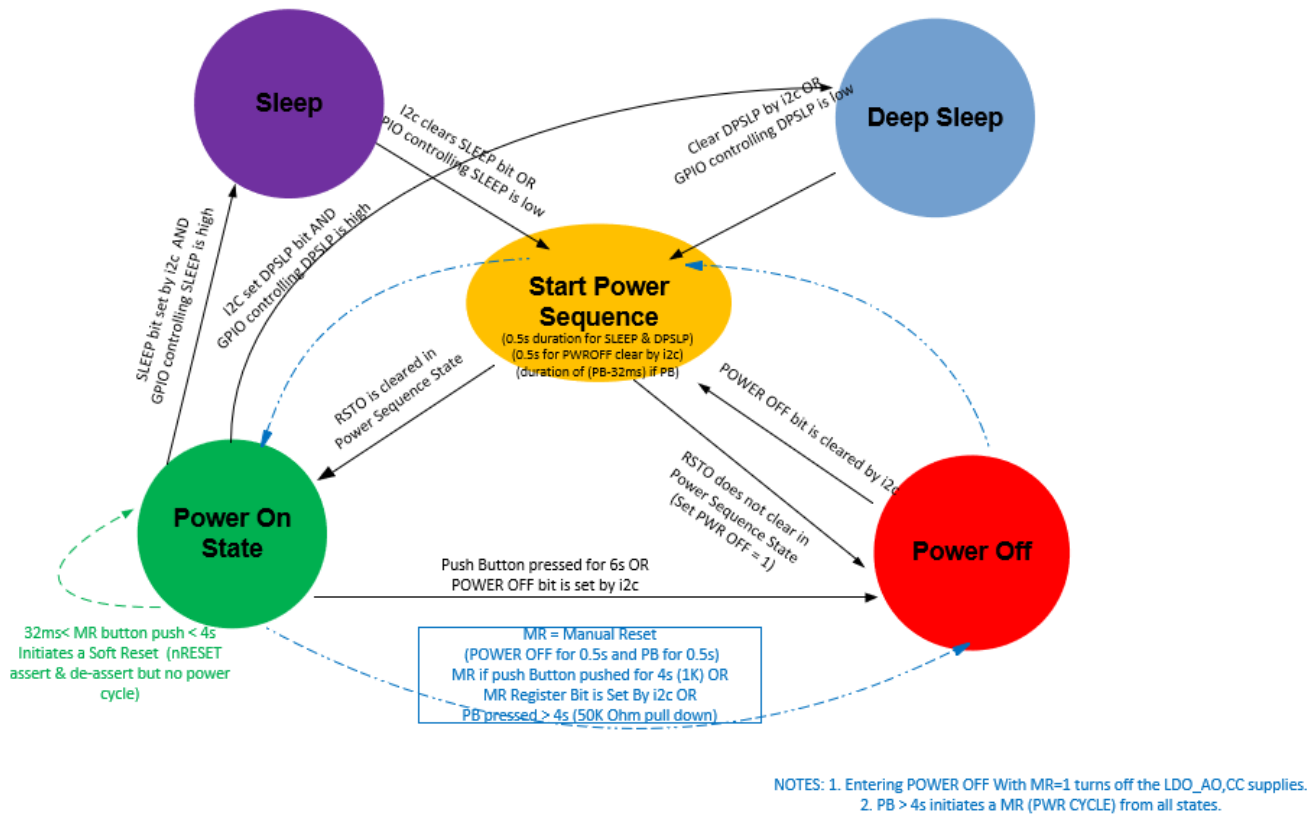 Sleep
Deep Sleep
I2c clears SLEEP bit OR
PIO controlling SLEEP is low
Clear DPSLP by i2c OR
GPIO controlling DPSLP is low
SLEEP bit set by i2c AND
GPIO controlling SLEEP is high
I2C set DPSLP bit AND
GPIO controlling DPSLP is high
Start Power
Sequence
(0.5s duration for SLEEP & DPSLP)
(0.5s for PWROFF clear by i2c)
(duration of (PB-32ms) if PB)
RSTO is cleared in
Power Sequence State
POWER OFF bit is cleared by i2c
RSTO does not clear in
Power Sequence State
(Set PWR OFF = 1)
Power On
State
Power Off
Push Button pressed for 6s OR
POWER OFF bit is set by i2c
32ms< MR button push < 4s
Initiates a Soft Reset (nRESET
assert & de-assert but no power
cycle)
MR = Manual Reset
(POWER OFF for 0.5s and PB for 0.5s)
MR if push Button pushed for 4s (1K) OR
MR Register Bit is Set By i2c OR
PB pressed > 4s (50K Ohm pull down)
NOTES: 1. Entering POWER OFF With MR=1 turns off the LDO_AO,CC supplies.
2. PB > 4s initiates a MR (PWR CYCLE) from all states.